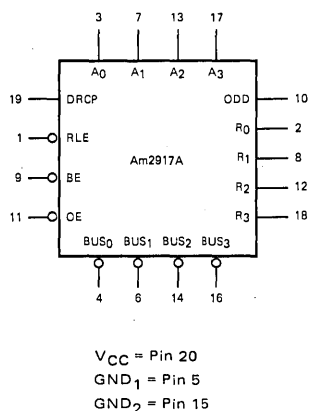 3 7 13 17
A₀ A₁ A₂ A₃
19 DRCP ODD 10
R₀ 2
1 RLE
R₁ 8
Am2917A
9 BE
R₂ 12
11 OE
R₃ 18
BUS₀ BUS₁ BUS₂ BUS₃
4 6 14 16
VCC = Pin 20
GND₁ = Pin 5
GND₂ = Pin 15